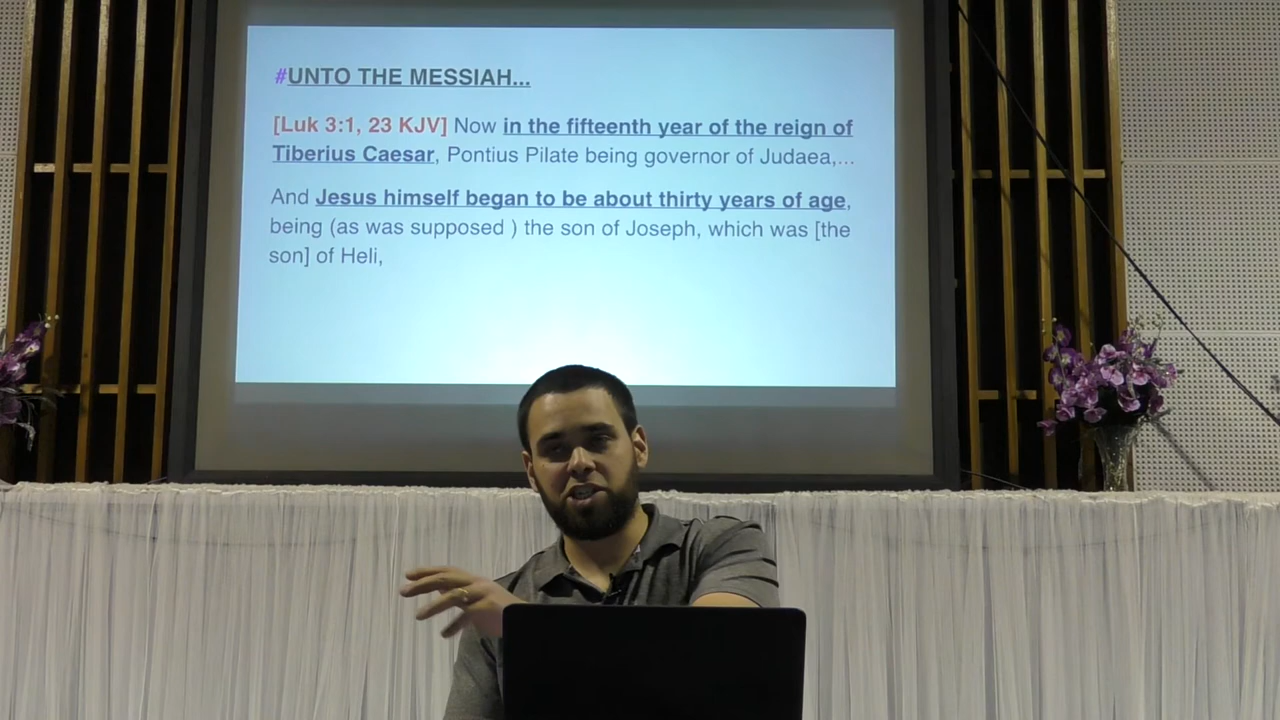 #UNTO THE MESSIAH...
[Luk 3:1, 23 KJV] Now in the fifteenth year of the reign of
Tiberius Caesar, Pontius Pilate being governor of Judaea,...
And Jesus himself began to be about thirty years of age,
being (as was supposed ) the son of Joseph, which was [the
son] of Heli,